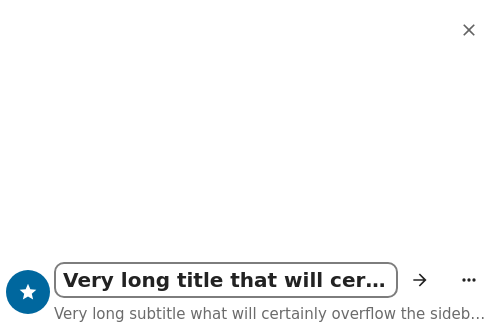 Very long title that will cer...
Very long subtitle what will certainly overflow the sideb...